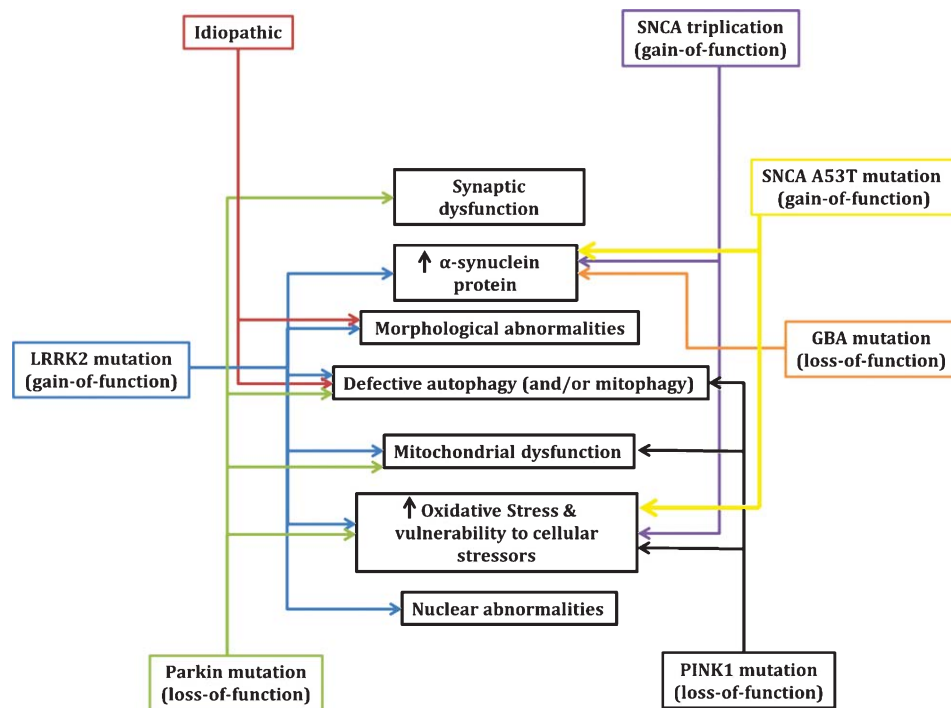 Idiopathic
SNCA triplication
(gain-of-function)
SNCA A53T mutation
(gain-of-function)
Synaptic
dysfunction
↑ α-synuclein
protein
Morphological abnormalities
GBA mutation
(loss-of-function)
LRRK2 mutation
(gain-of-function)
Defective autophagy (and/or mitophagy)
Mitochondrial dysfunction
↑ Oxidative Stress &
vulnerability to cellular
stressors
Nuclear abnormalities
Parkin mutation
(loss-of-function)
PINK1 mutation
(loss-of-function)